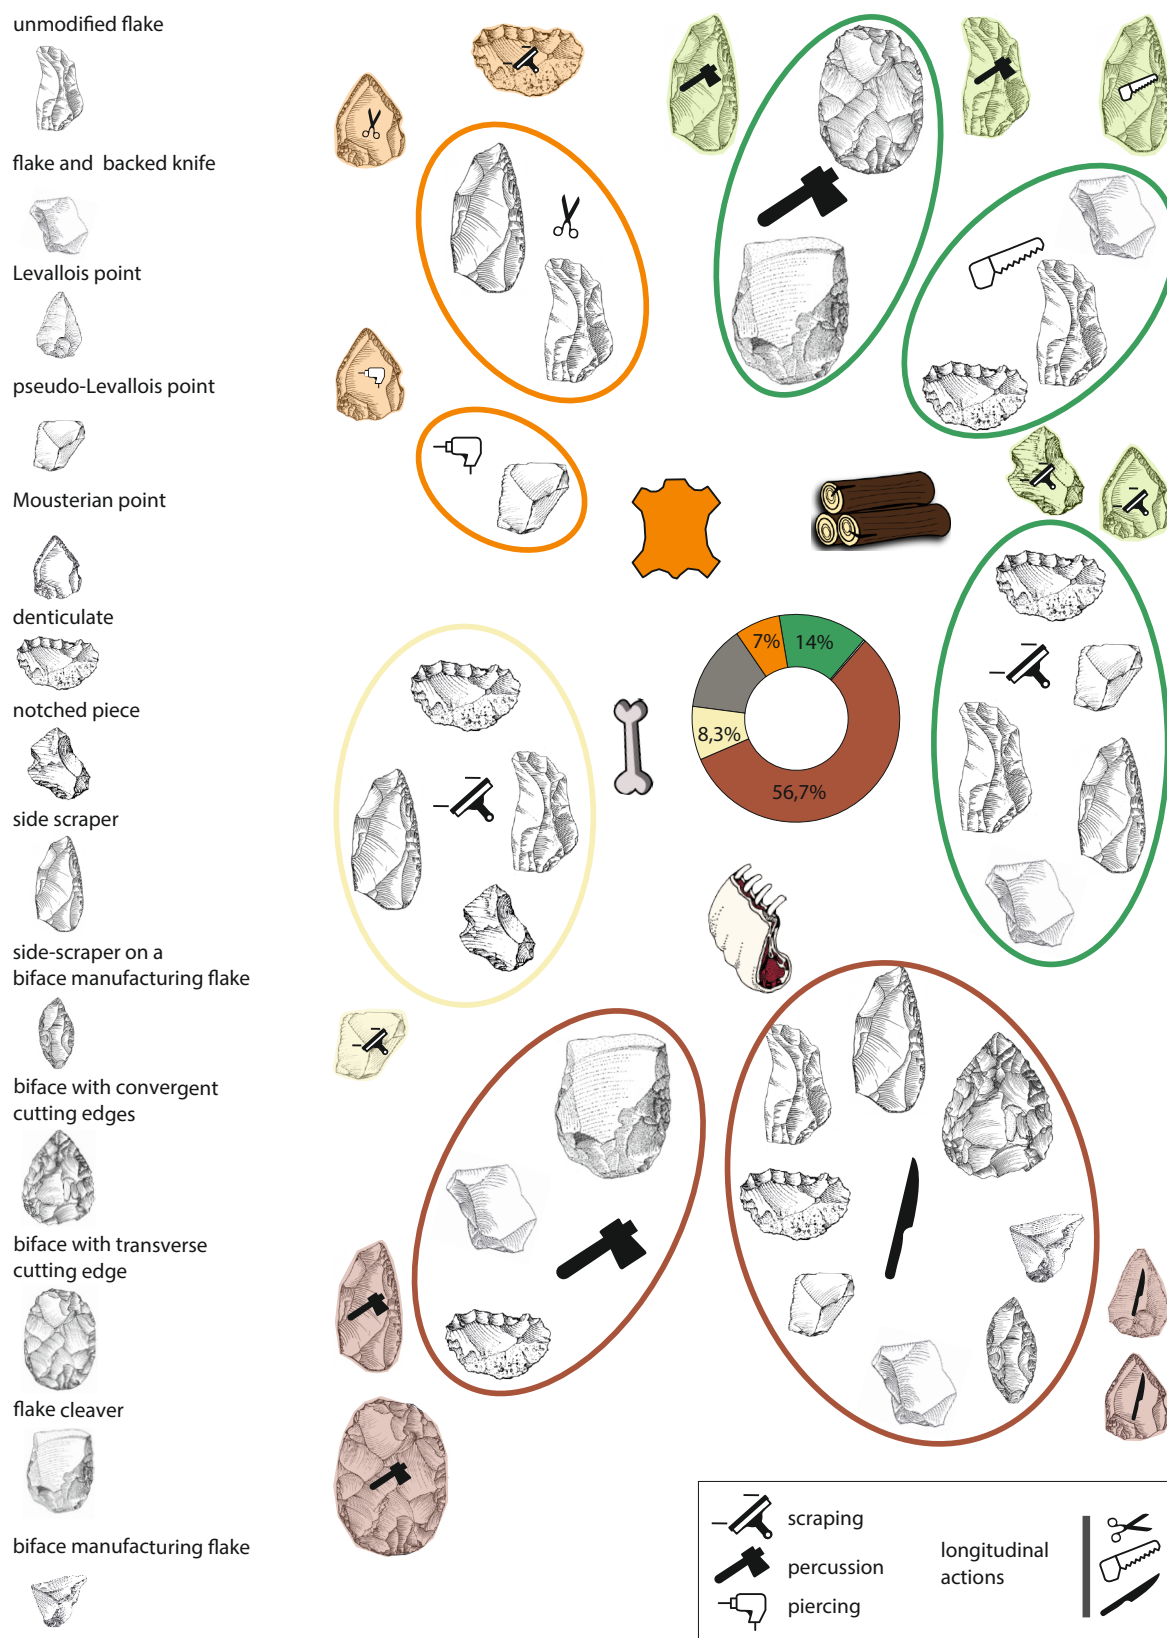 unmodified flake
flake and backed knife
Levallois point
pseudo-Levallois point
Mousterian point
denticulate
notched piece
side scraper
side-scraper on a
biface manufacturing flake
biface with convergent
cutting edges
biface with transverse
cutting edge
flake cleaver
biface manufacturing flake
7%
14%
8,3%
56,7%
scraping
percussion
piercing
longitudinal
actions